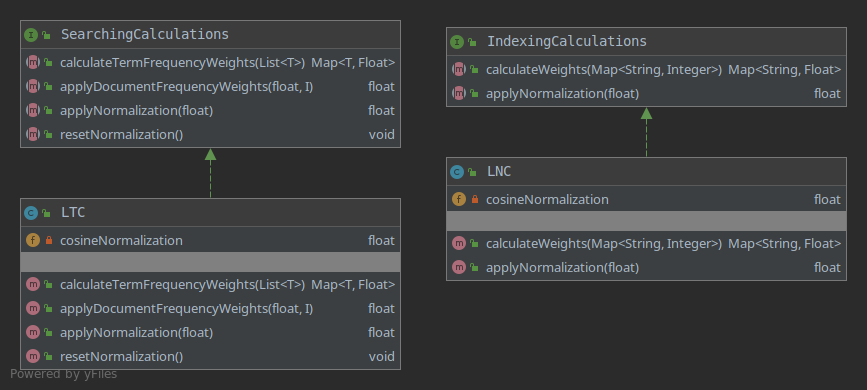 SearchingCalculations
calculateTermFrequencyWeights(List<T>) Map<T, Float>
applyDocumentFrequencyWeights(float, I) float
applyNormalization(float) float
resetNormalization() void
LTC
cosineNormalization float
calculateTermFrequencyWeights(List<T>) Map<T, Float>
applyDocumentFrequencyWeights(float, I) float
applyNormalization(float) float
resetNormalization() void
IndexingCalculations
calculateWeights(Map<String, Integer>) Map<String, Float>
applyNormalization(float) float
LNC
cosineNormalization float
calculateWeights(Map<String, Integer>) Map<String, Float>
applyNormalization(float) float
Powered by yFiles